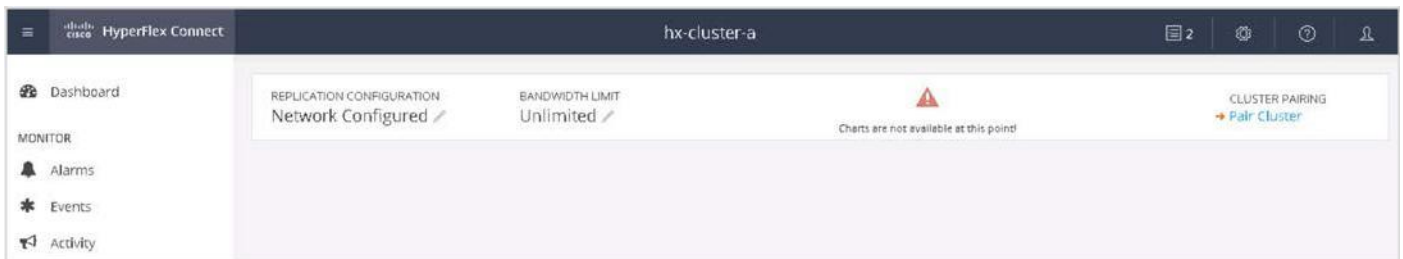 cisco HyperFlex Connect
hx-cluster-a
2
Dashboard
REPLICATION CONFIGURATION
Network Configured
BANDWIDTH LIMIT
Unlimited
Charts are not available at this point!
CLUSTER PAIRING
Pair Cluster
MONITOR
Alarms
Events
Activity